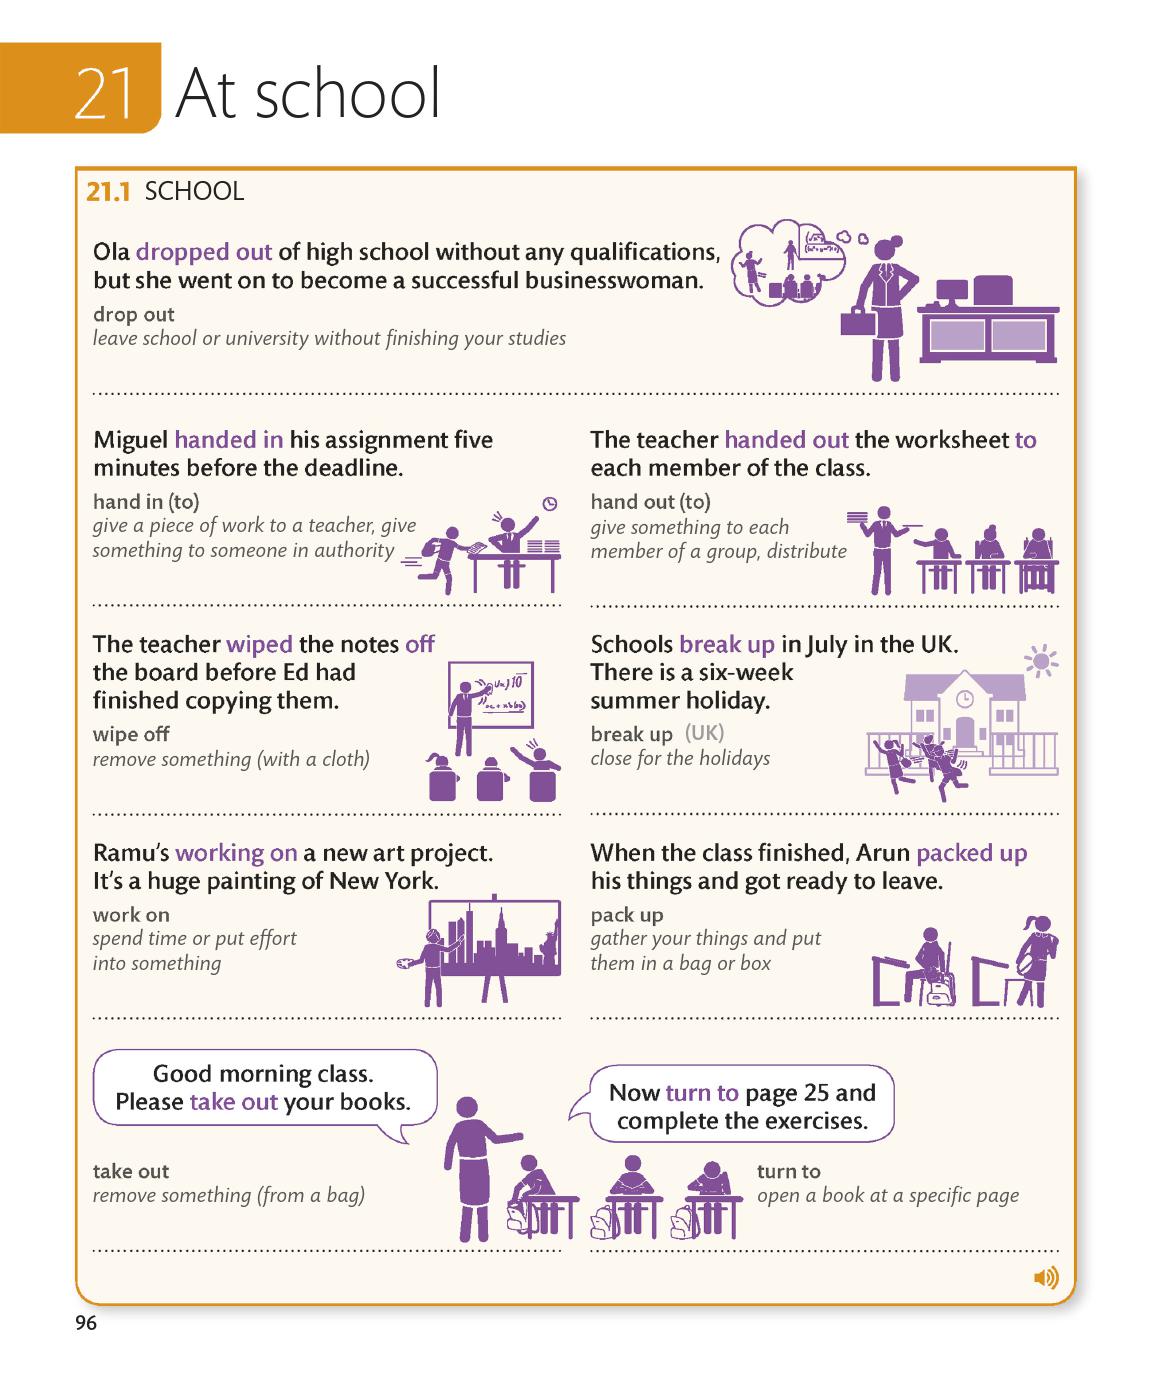 21 At school
21.1 SCHOOL
Ola dropped out of high school without any qualifications,
but she went on to become a successful businesswoman.
drop out
leave school or university without finishing your studies
Miguel handed in his assignment five
minutes before the deadline.
hand in (to)
give a piece of work to a teacher, give
something to someone in authority
The teacher handed out the worksheet to
each member of the class.
hand out (to)
give something to each
member of a group, distribute
The teacher wiped the notes off
the board before Ed had
finished copying them.
wipe off
remove something (with a cloth)
Schools break up in July in the UK.
There is a six-week
summer holiday.
break up (UK)
close for the holidays
Ramu’s working on a new art project.
It’s a huge painting of New York.
work on
spend time or put effort
into something
When the class finished, Arun packed up
his things and got ready to leave.
pack up
gather your things and put
them in a bag or box
Good morning class.
Please take out your books.
take out
remove something (from a bag)
Now turn to page 25 and
complete the exercises.
turn to
open a book at a specific page
96